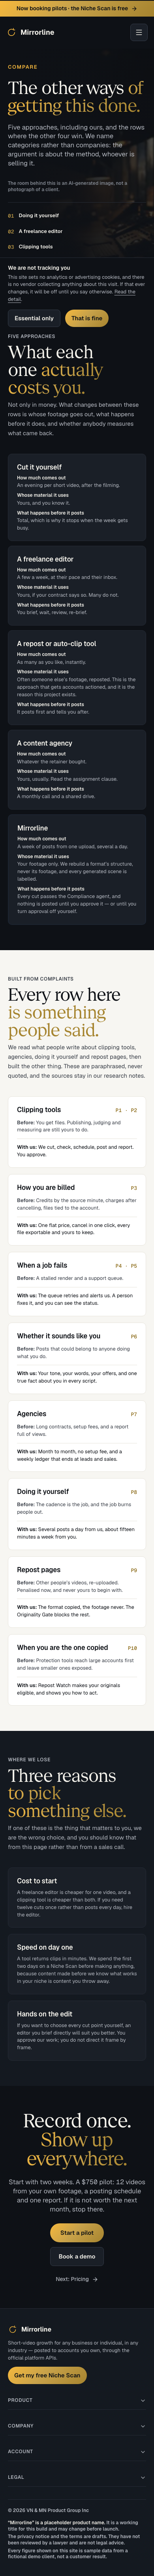 Now booking pilots · the Niche Scan is free →
Mirrorline
COMPARE
The other ways of
getting this done.
Five approaches, including ours, and the rows
where the other four win. We name
categories rather than companies: the
argument is about the method, whoever is
selling it.
The room behind this is an AI-generated image, not a
photograph of a client.
01 Doing it yourself
02 A freelance editor
03 Clipping tools
We are not tracking you
This site sets no analytics or advertising cookies, and there
is no vendor collecting anything about this visit. If that ever
changes, it will be off until you say otherwise. Read the
detail.
Essential only
That is fine
FIVE APPROACHES
What each
one actually
costs you.
Not only in money. What changes between these
rows is whose footage goes out, what happens
before it does, and whether anybody measures
what came back.
Cut it yourself
How much comes out
An evening per short video, after the filming.
Whose material it uses
Yours, and you know it.
What happens before it posts
Total, which is why it stops when the week gets
busy.
A freelance editor
How much comes out
A few a week, at their pace and their inbox.
Whose material it uses
Yours, if your contract says so. Many do not.
What happens before it posts
You brief, wait, review, re-brief.
A repost or auto-clip tool
How much comes out
As many as you like, instantly.
Whose material it uses
Often someone else's footage, reposted. This is the
approach that gets accounts actioned, and it is the
reason this project exists.
What happens before it posts
It posts first and tells you after.
A content agency
How much comes out
Whatever the retainer bought.
Whose material it uses
Yours, usually. Read the assignment clause.
What happens before it posts
A monthly call and a shared drive.
Mirrorline
How much comes out
A week of posts from one upload, several a day.
Whose material it uses
Your footage only. We rebuild a format's structure,
never its footage, and every generated scene is
labeled.
What happens before it posts
Every cut passes the Compliance agent, and
nothing is posted until you approve it — or until you
turn approval off yourself.
BUILT FROM COMPLAINTS
Every row here
is something
people said.
We read what people write about clipping tools,
agencies, doing it yourself and repost pages, then
built the other thing. These are paraphrased, never
quoted, and the sources stay in our research notes.
Clipping tools P1 · P2
Before: You get files. Publishing, judging and
measuring are still yours to do.
With us: We cut, check, schedule, post and report.
You approve.
How you are billed P3
Before: Credits by the source minute, charges after
cancelling, files tied to the account.
With us: One flat price, cancel in one click, every
file exportable and yours to keep.
When a job fails P4 · P5
Before: A stalled render and a support queue.
With us: The queue retries and alerts us. A person
fixes it, and you can see the status.
Whether it sounds like you P6
Before: Posts that could belong to anyone doing
what you do.
With us: Your tone, your words, your offers, and one
true fact about you in every script.
Agencies P7
Before: Long contracts, setup fees, and a report
full of views.
With us: Month to month, no setup fee, and a
weekly ledger that ends at leads and sales.
Doing it yourself P8
Before: The cadence is the job, and the job burns
people out.
With us: Several posts a day from us, about fifteen
minutes a week from you.
Repost pages P9
Before: Other people's videos, re-uploaded.
Penalised now, and never yours to begin with.
With us: The format copied, the footage never. The
Originality Gate blocks the rest.
When you are the one copied P10
Before: Protection tools reach large accounts first
and leave smaller ones exposed.
With us: Repost Watch makes your originals
eligible, and shows you how to act.
WHERE WE LOSE
Three reasons
to pick
something else.
If one of these is the thing that matters to you, we
are the wrong choice, and you should know that
from this page rather than from a sales call.
Cost to start
A freelance editor is cheaper for one video, and a
clipping tool is cheaper than both. If you need
twelve cuts once rather than posts every day, hire
the editor.
Speed on day one
A tool returns clips in minutes. We spend the first
two days on a Niche Scan before making anything,
because content made before we know what works
in your niche is content you throw away.
Hands on the edit
If you want to choose every cut point yourself, an
editor you brief directly will suit you better. You
approve our work; you do not direct it frame by
frame.
Record once.
Show up
everywhere.
Start with two weeks. A $750 pilot: 12 videos
from your own footage, a posting schedule
and one report. If it is not worth the next
month, stop there.
Start a pilot
Book a demo
Next: Pricing →
Mirrorline
Short-video growth for any business or individual, in any
industry — posted to accounts you own, through the
official platform APIs.
Get my free Niche Scan
PRODUCT
COMPANY
ACCOUNT
LEGAL
© 2026 VN & MN Product Group Inc
"Mirrorline" is a placeholder product name. It is a working
title for this build and may change before launch.
The privacy notice and the terms are drafts. They have not
been reviewed by a lawyer and are not legal advice.
Every figure shown on this site is sample data from a
fictional demo client, not a customer result.